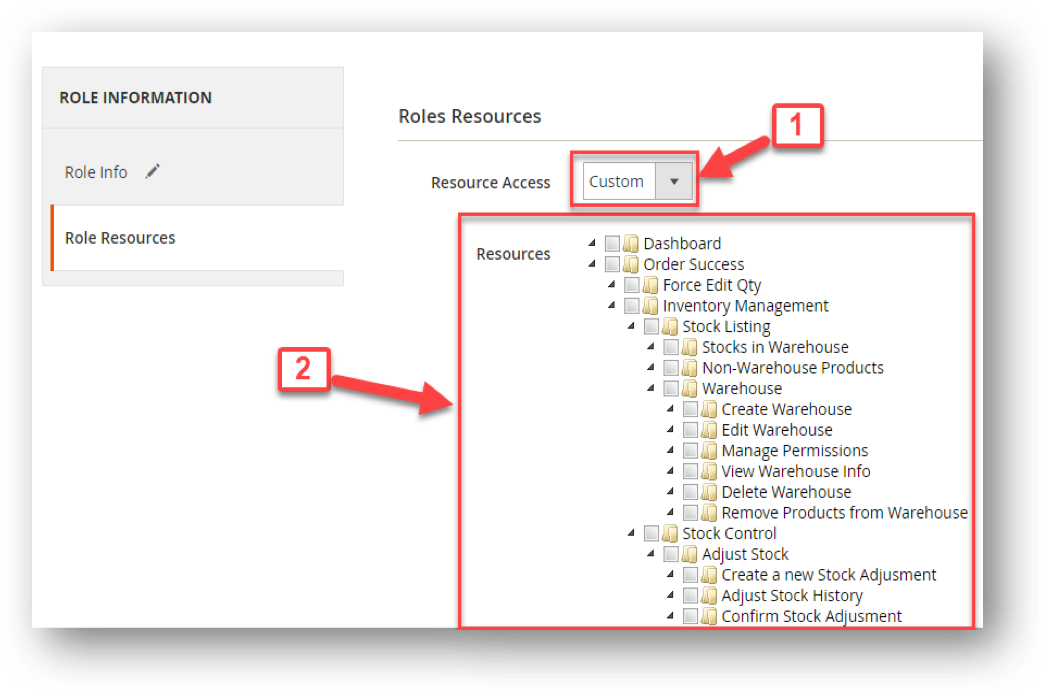 ROLE INFORMATION
Role Info
Role Resources
Roles Resources
1
Resource Access
Custom
2
Resources
Dashboard
Order Success
Force Edit Qty
Inventory Management
Stock Listing
Stocks in Warehouse
Non-Warehouse Products
Warehouse
Create Warehouse
Edit Warehouse
Manage Permissions
View Warehouse Info
Delete Warehouse
Remove Products from Warehouse
Stock Control
Adjust Stock
Create a new Stock Adjusment
Adjust Stock History
Confirm Stock Adjusment